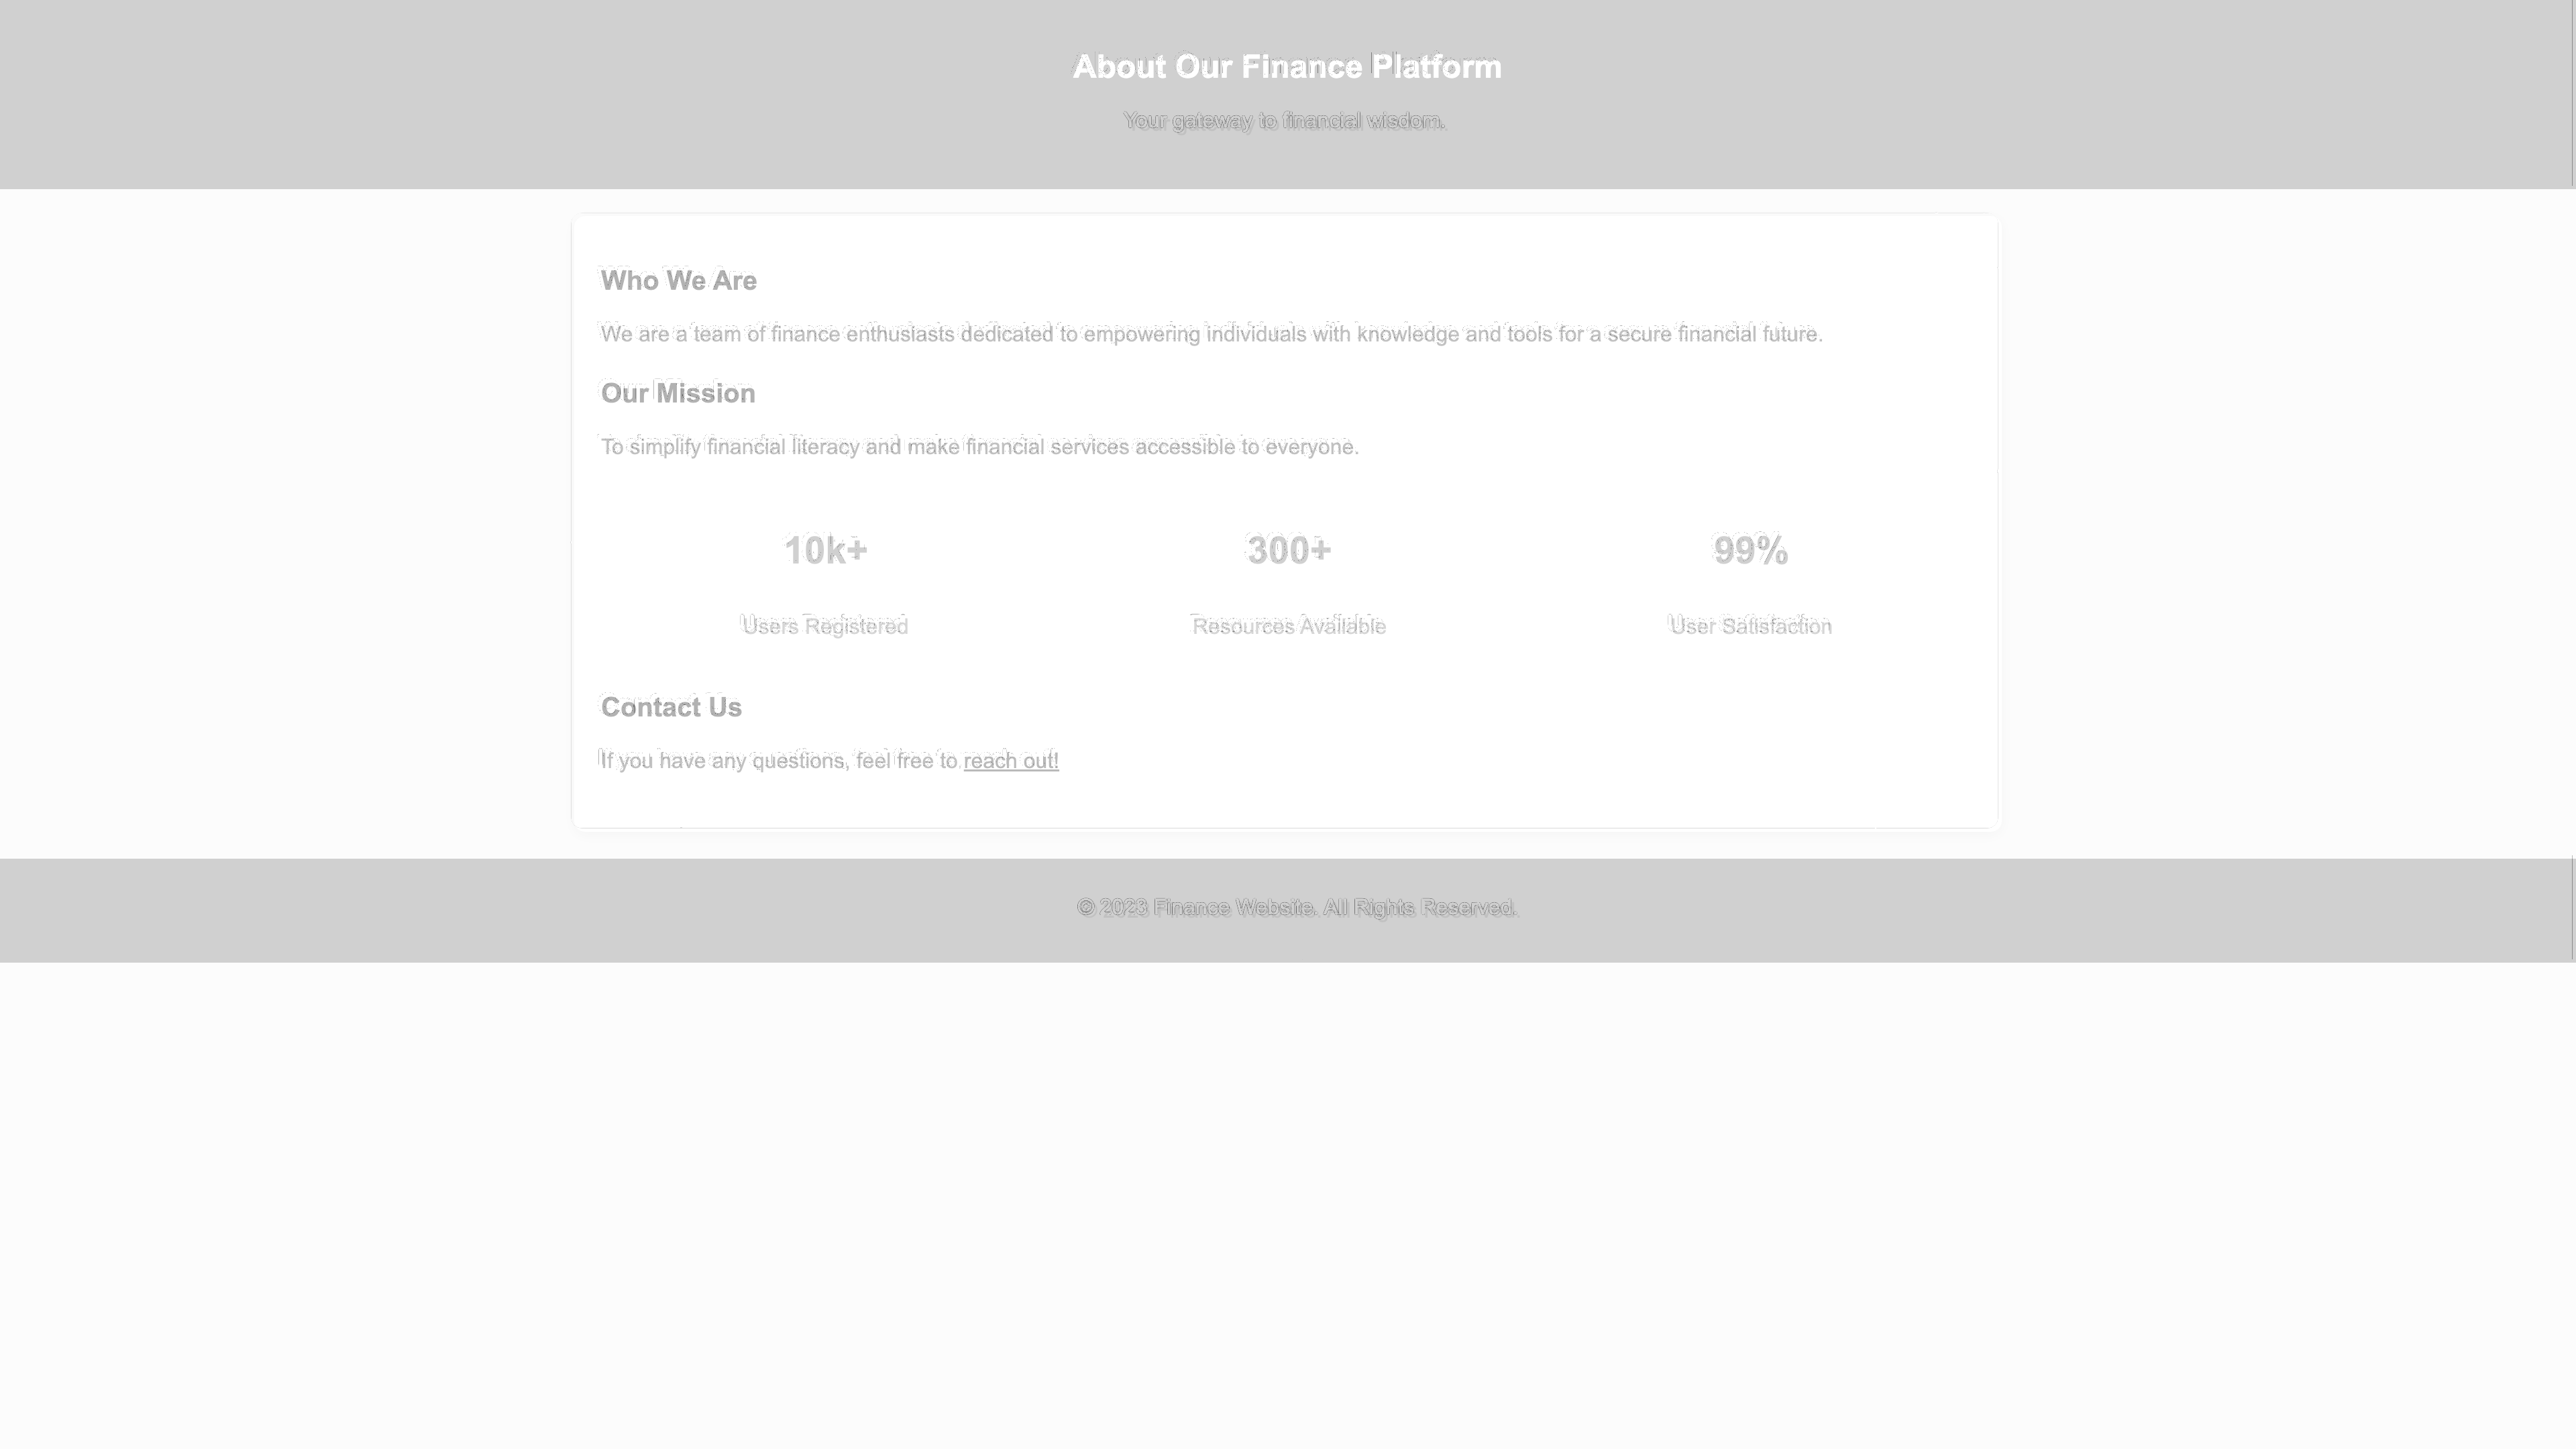 About Our Finance Platform
Your gateway to financial wisdom.
Who We Are
We are a team of finance enthusiasts dedicated to empowering individuals with knowledge and tools for a secure financial future.
Our Mission
To simplify financial literacy and make financial services accessible to everyone.
10k+ 300+ 99%
Users Registered Resources Available User Satisfaction
Contact Us
If you have any questions, feel free to reach out!
© 2023 Finance Website. All Rights Reserved.